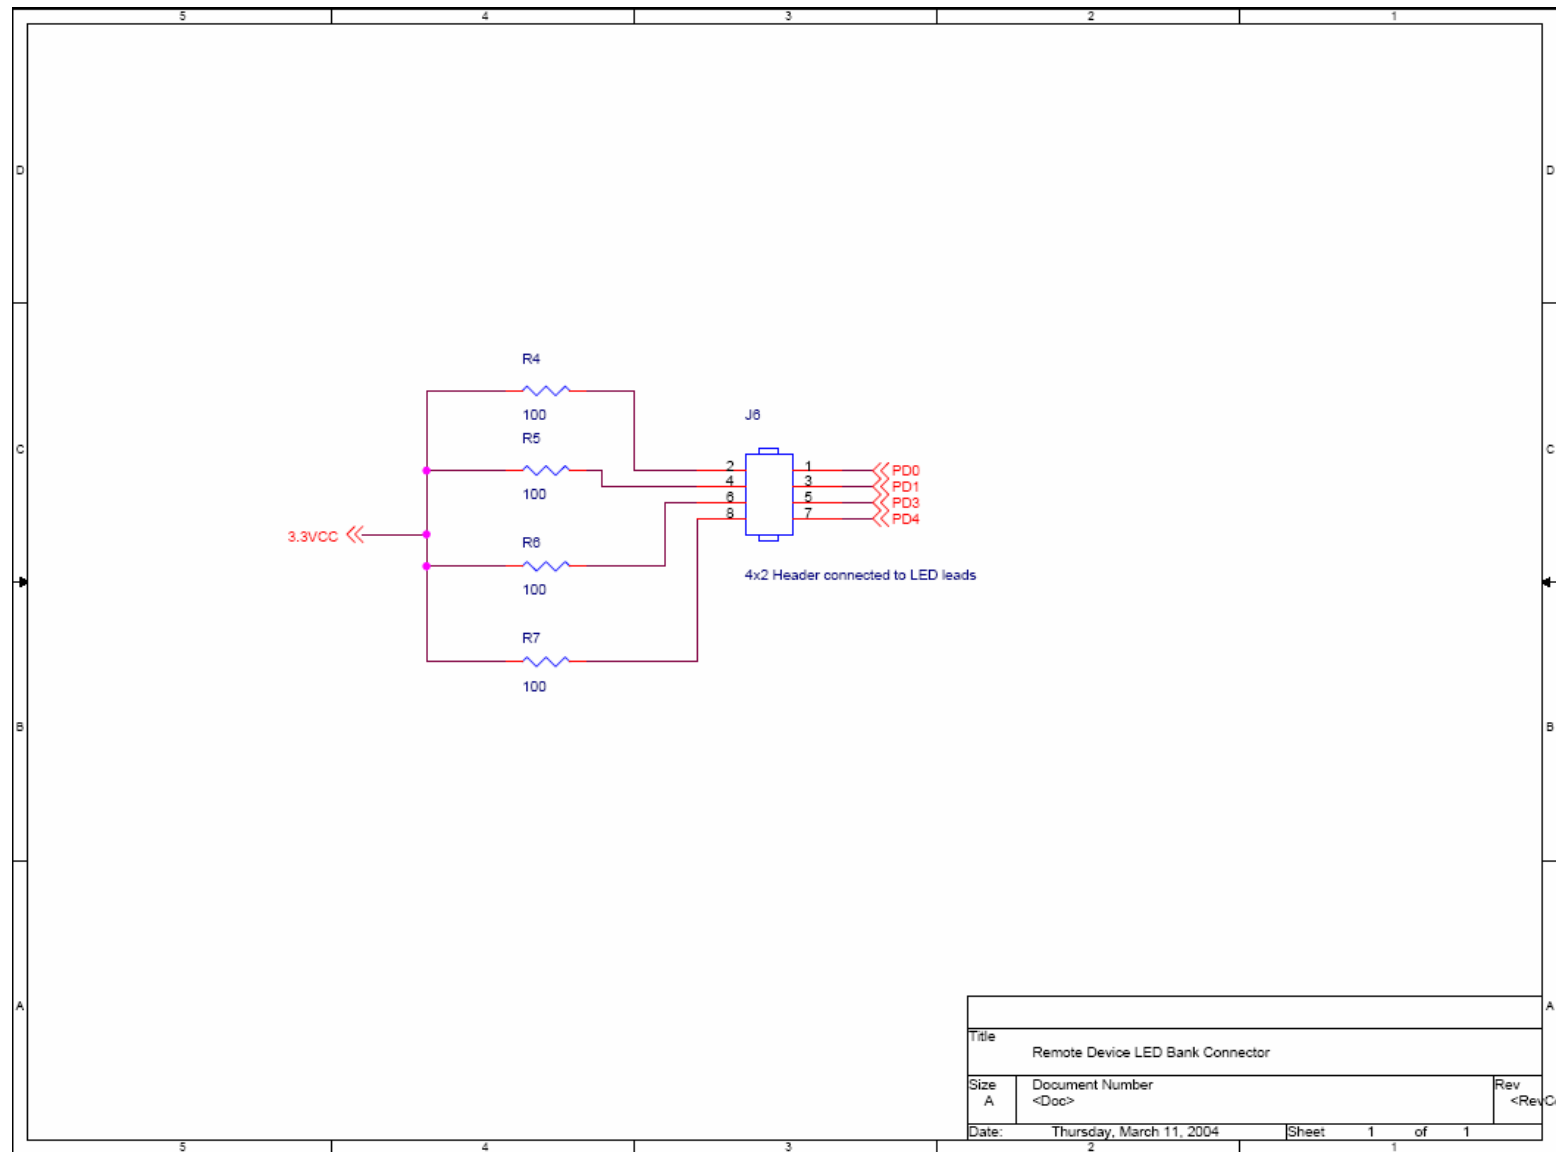 5 4 3 2 1
D D
R4
100
J6
R5
C C
2 1 PD0
4 3 PD1
100
6 5 PD3
8 7 PD4
3.3VCC
R6
4x2 Header connected to LED leads
100
R7
100
B B
A A
Title
Remote Device LED Bank Connector
Size Document Number Rev
A <Doc> <RevCo
Date: Thursday, March 11, 2004 Sheet 1 of 1
5 4 3 2 1